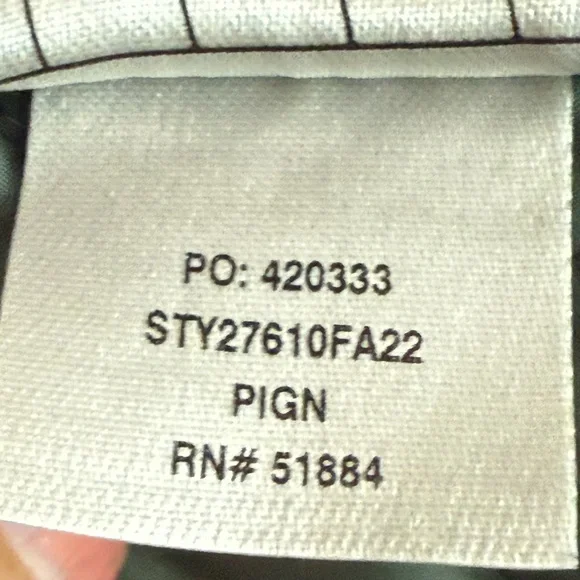 PO: 420333
STY27610FA22
PIGN
RN# 51884